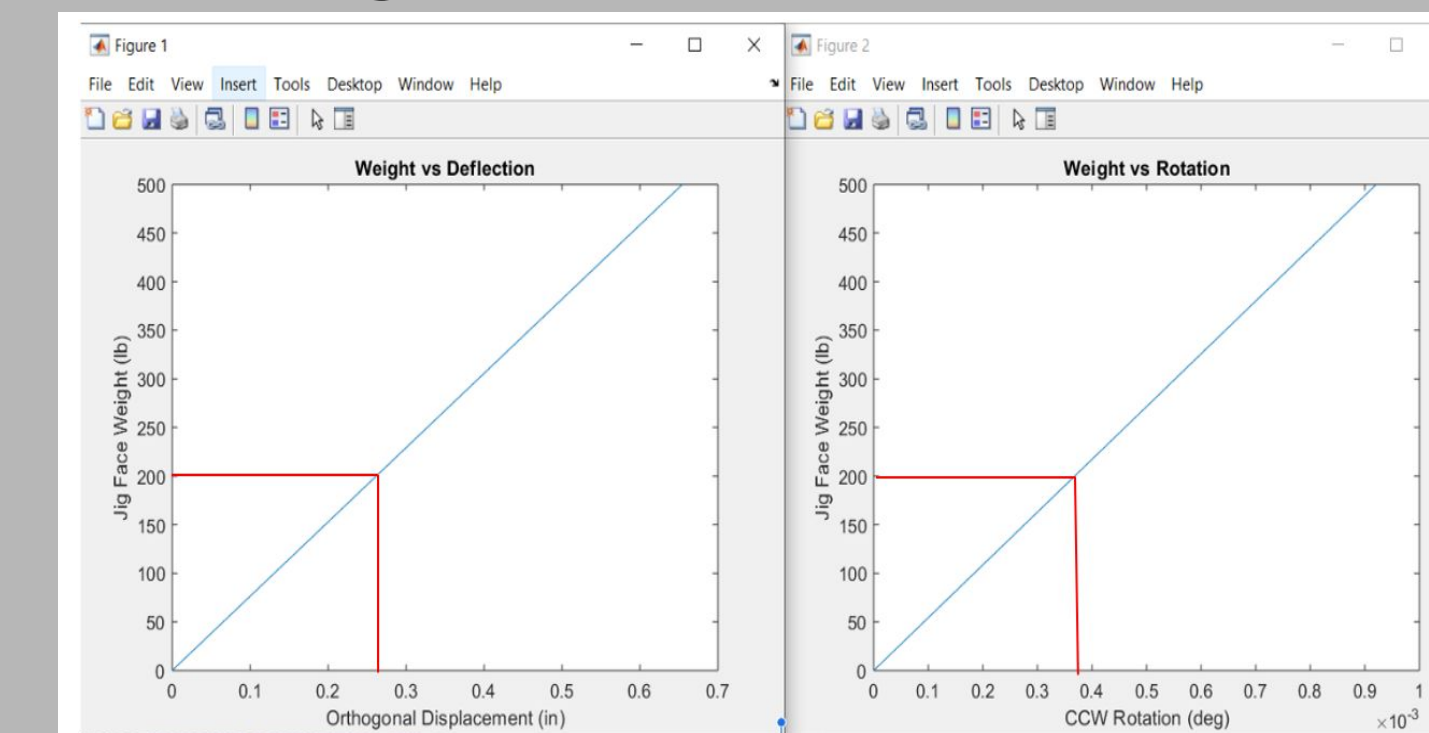 Figure 1
File Edit View Insert Tools Desktop Window Help
Weight vs Deflection
500
450
400
350
300
250
200
150
100
50
0
Jig Face Weight (lb)
0 0.1 0.2 0.3 0.4 0.5 0.6 0.7
Orthogonal Displacement (in)
Figure 2
File Edit View Insert Tools Desktop Window Help
Weight vs Rotation
500
450
400
350
300
250
200
150
100
50
0
Jig Face Weight (lb)
0 0.1 0.2 0.3 0.4 0.5 0.6 0.7 0.8 0.9 1
CCW Rotation (deg) ×10⁻³